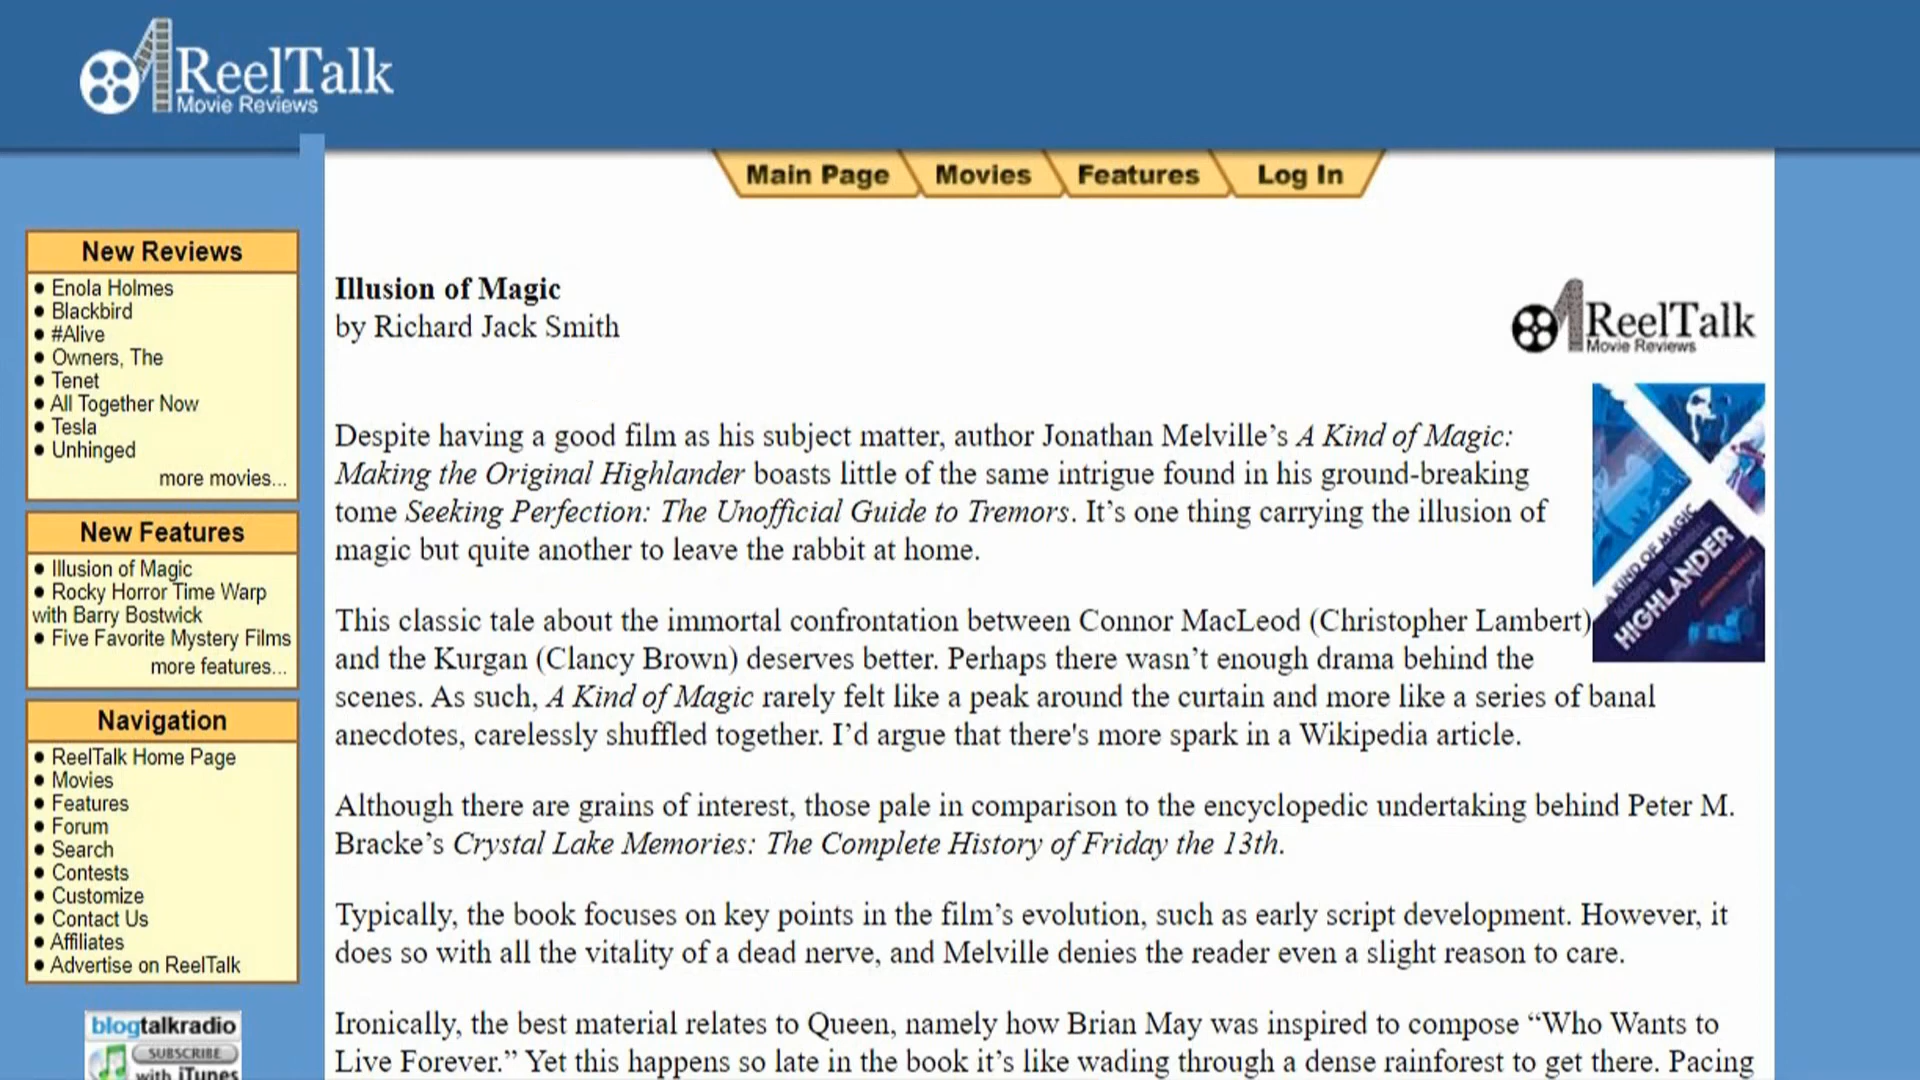 ReelTalk
Movie Reviews
Main Page
Movies
Features
Log In
New Reviews
• Enola Holmes
• Blackbird
• #Alive
• Owners, The
• Tenet
• All Together Now
• Tesla
• Unhinged
more movies...
New Features
• Illusion of Magic
• Rocky Horror Time Warp
with Barry Bostwick
• Five Favorite Mystery Films
more features...
Navigation
• ReelTalk Home Page
• Movies
• Features
• Forum
• Search
• Contests
• Customize
• Contact Us
• Affiliates
• Advertise on ReelTalk
blogtalkradio
SUBSCRIBE
with iTunes
Illusion of Magic
by Richard Jack Smith
ReelTalk
Movie Reviews
Despite having a good film as his subject matter, author Jonathan Melville’s A Kind of Magic:
Making the Original Highlander boasts little of the same intrigue found in his ground-breaking
tome Seeking Perfection: The Unofficial Guide to Tremors. It’s one thing carrying the illusion of
magic but quite another to leave the rabbit at home.
A KIND OF MAGIC
HIGHLANDER
This classic tale about the immortal confrontation between Connor MacLeod (Christopher Lambert)
and the Kurgan (Clancy Brown) deserves better. Perhaps there wasn’t enough drama behind the
scenes. As such, A Kind of Magic rarely felt like a peak around the curtain and more like a series of banal
anecdotes, carelessly shuffled together. I’d argue that there's more spark in a Wikipedia article.
Although there are grains of interest, those pale in comparison to the encyclopedic undertaking behind Peter M.
Bracke’s Crystal Lake Memories: The Complete History of Friday the 13th.
Typically, the book focuses on key points in the film’s evolution, such as early script development. However, it
does so with all the vitality of a dead nerve, and Melville denies the reader even a slight reason to care.
Ironically, the best material relates to Queen, namely how Brian May was inspired to compose “Who Wants to
Live Forever.” Yet this happens so late in the book it’s like wading through a dense rainforest to get there. Pacing